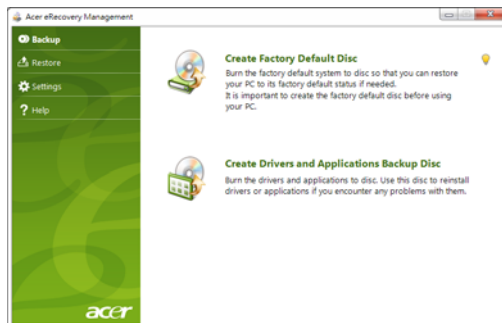 Acer eRecovery Management
Backup
Restore
Settings
? Help
Create Factory Default Disc
Burn the factory default system to disc so that you can restore
your PC to its factory default status if needed.
It is important to create the factory default disc before using
your PC.
Create Drivers and Applications Backup Disc
Burn the drivers and applications to disc. Use this disc to reinstall
drivers or applications if you encounter any problems with them.
acer